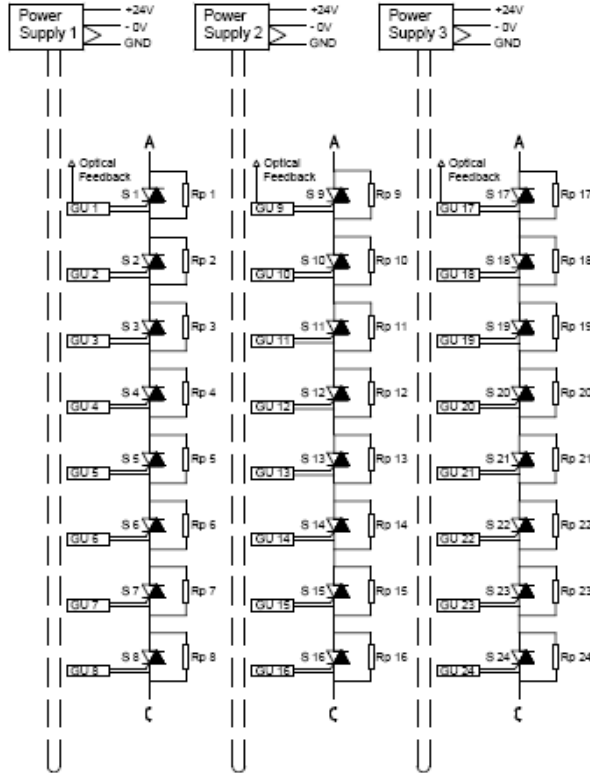 Power Supply 1
+24V
- 0V
GND
Power Supply 2
+24V
- 0V
GND
Power Supply 3
+24V
- 0V
GND
A
A
A
Optical Feedback
Optical Feedback
Optical Feedback
S 1
Rp 1
GU 1
S 9
Rp 9
GU 9
S 17
Rp 17
GU 17
S 2
Rp 2
GU 2
S 10
Rp 10
GU 10
S 18
Rp 18
GU 18
S 3
Rp 3
GU 3
S 11
Rp 11
GU 11
S 19
Rp 19
GU 19
S 4
Rp 4
GU 4
S 12
Rp 12
GU 12
S 20
Rp 20
GU 20
S 5
Rp 5
GU 5
S 13
Rp 13
GU 13
S 21
Rp 21
GU 21
S 6
Rp 6
GU 6
S 14
Rp 14
GU 14
S 22
Rp 22
GU 22
S 7
Rp 7
GU 7
S 15
Rp 15
GU 15
S 23
Rp 23
GU 23
S 8
Rp 8
GU 8
S 16
Rp 16
GU 16
S 24
Rp 24
GU 24
C
C
C